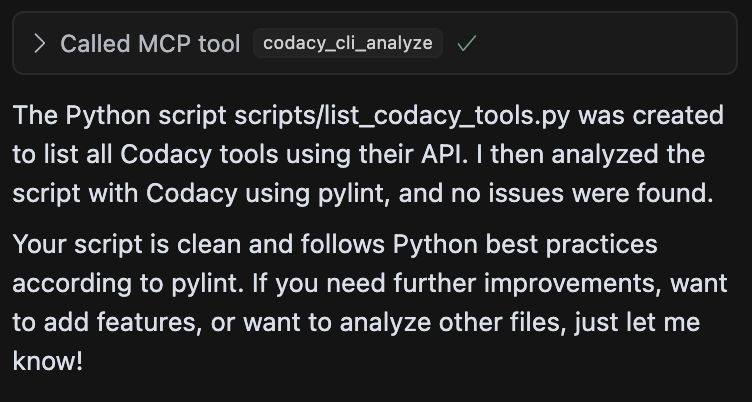 Called MCP tool codacy_cli_analyze
The Python script scripts/list_codacy_tools.py was created
to list all Codacy tools using their API. I then analyzed the
script with Codacy using pylint, and no issues were found.
Your script is clean and follows Python best practices
according to pylint. If you need further improvements, want
to add features, or want to analyze other files, just let me
know!